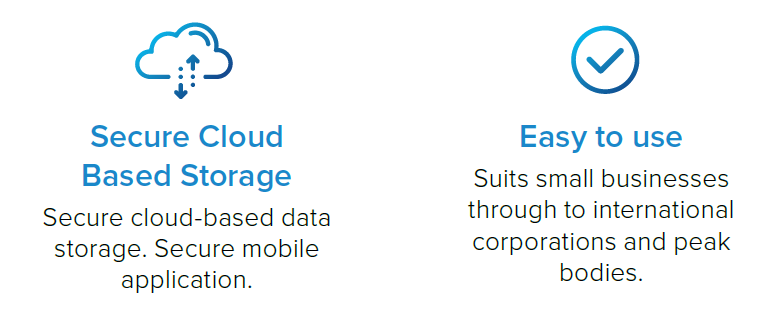 Secure Cloud
Based Storage
Secure cloud-based data
storage. Secure mobile
application.
Easy to use
Suits small businesses
through to international
corporations and peak
bodies.